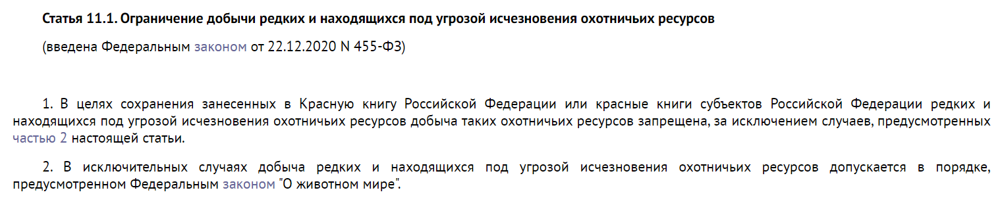 Статья 11.1. Ограничение добычи редких и находящихся под угрозой исчезновения охотничьих ресурсов
(введена Федеральным законом от 22.12.2020 N 455-ФЗ)
1. В целях сохранения занесенных в Красную книгу Российской Федерации или красные книги субъектов Российской Федерации редких и
находящихся под угрозой исчезновения охотничьих ресурсов добыча таких охотничьих ресурсов запрещена, за исключением случаев, предусмотренных
частью 2 настоящей статьи.
2. В исключительных случаях добыча редких и находящихся под угрозой исчезновения охотничьих ресурсов допускается в порядке,
предусмотренном Федеральным законом "О животном мире".